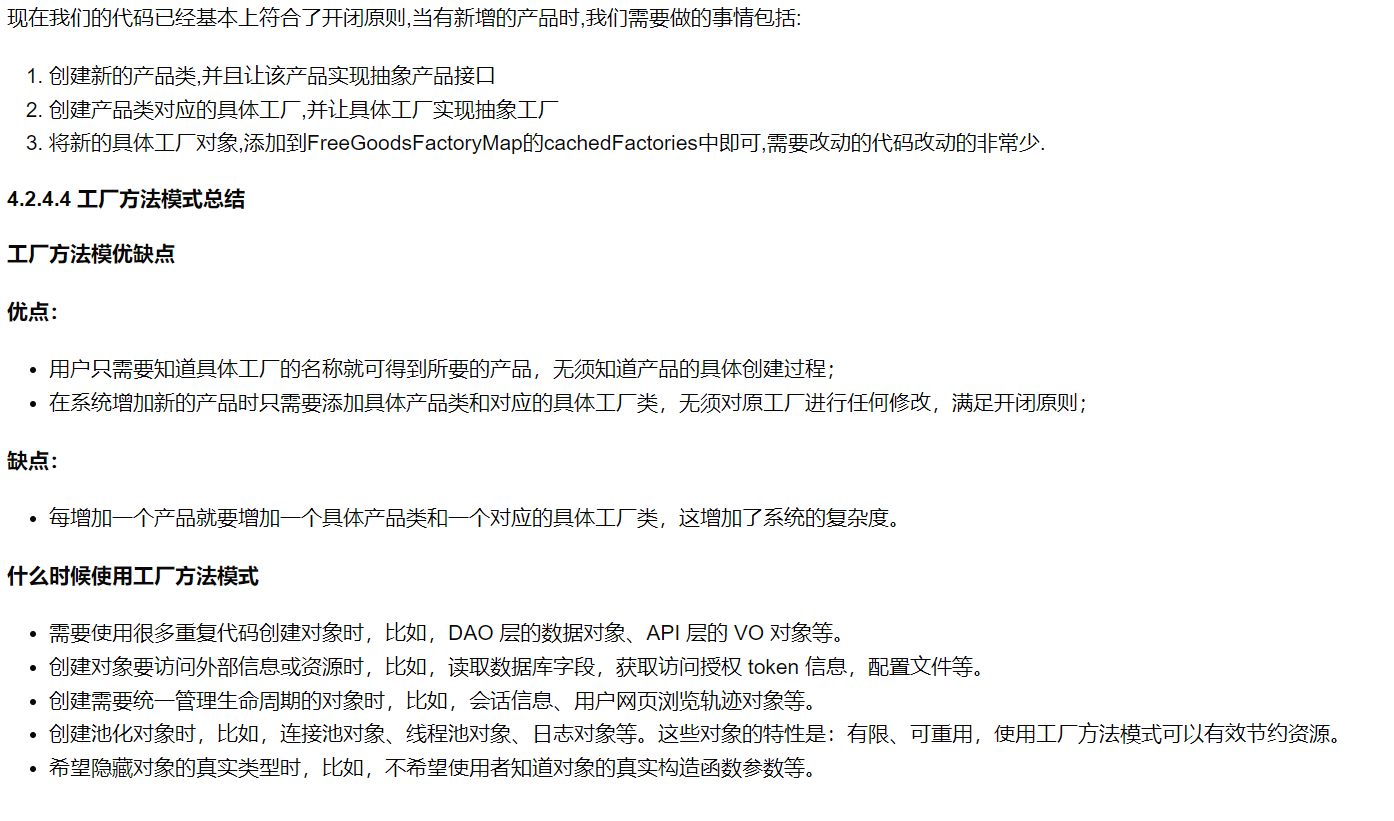 现在我们的代码已经基本上符合了开闭原则,当有新增的产品时,我们需要做的事情包括:
1. 创建新的产品类,并且让该产品实现抽象产品接口
2. 创建产品类对应的具体工厂,并让具体工厂实现抽象工厂
3. 将新的具体工厂对象,添加到FreeGoodsFactoryMap的cachedFactories中即可,需要改动的代码改动的非常少.
4.2.4.4 工厂方法模式总结
工厂方法模优缺点
优点：
• 用户只需要知道具体工厂的名称就可得到所要的产品，无须知道产品的具体创建过程；
• 在系统增加新的产品时只需要添加具体产品类和对应的具体工厂类，无须对原工厂进行任何修改，满足开闭原则；
缺点：
• 每增加一个产品就要增加一个具体产品类和一个对应的具体工厂类，这增加了系统的复杂度。
什么时候使用工厂方法模式
• 需要使用很多重复代码创建对象时，比如，DAO 层的数据对象、API 层的 VO 对象等。
• 创建对象要访问外部信息或资源时，比如，读取数据库字段，获取访问授权 token 信息，配置文件等。
• 创建需要统一管理生命周期的对象时，比如，会话信息、用户网页浏览轨迹对象等。
• 创建池化对象时，比如，连接池对象、线程池对象、日志对象等。这些对象的特性是：有限、可重用，使用工厂方法模式可以有效节约资源。
• 希望隐藏对象的真实类型时，比如，不希望使用者知道对象的真实构造函数参数等。